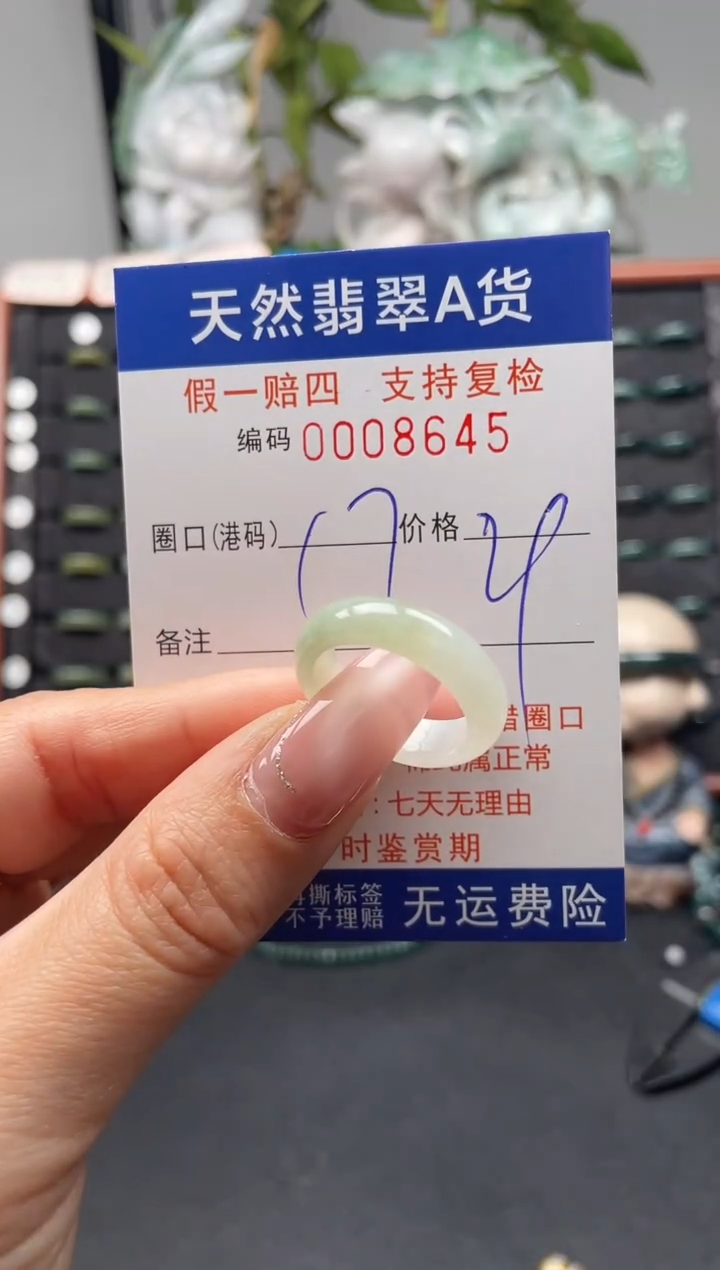 天然翡翠A货
假一赔四 支持复检
编码 0008645
圈口(港码) 17 价格
备注
错圈口
属正常
:七天无理由
时鉴赏期
撕标签
不予理赔
无运费险